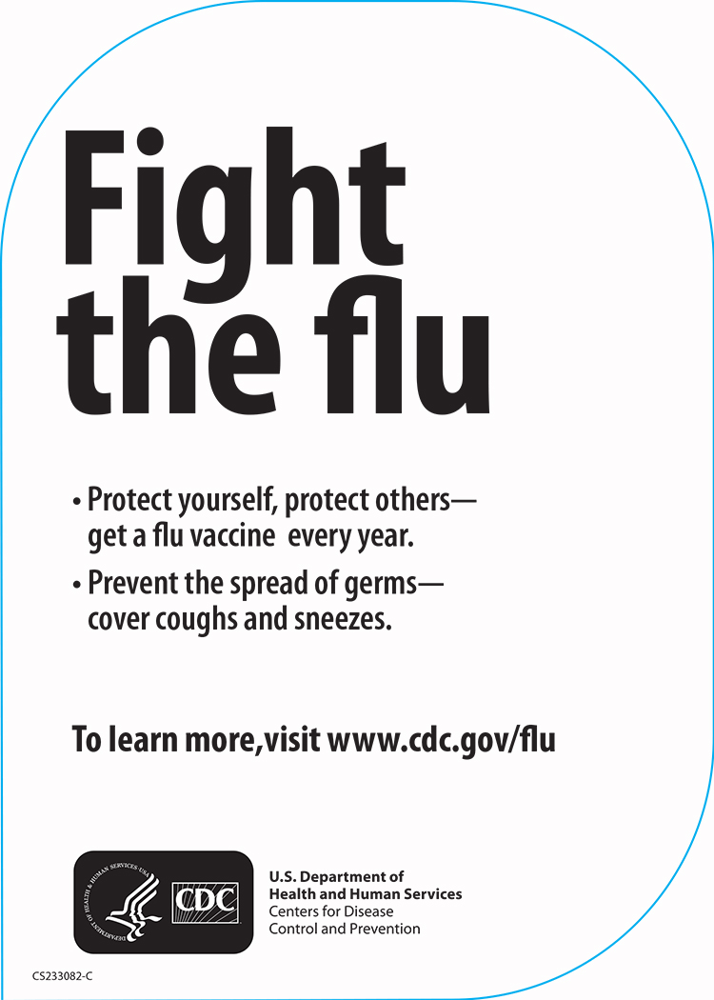 Fight
the flu
• Protect yourself, protect others—
get a flu vaccine  every year.
• Prevent the spread of germs—
cover coughs and sneezes.
To learn more,visit www.cdc.gov/flu
DEPARTMENT OF HEALTH & HUMAN SERVICES·USA
CDC
U.S. Department of
Health and Human Services
Centers for Disease
Control and Prevention
CS233082-C